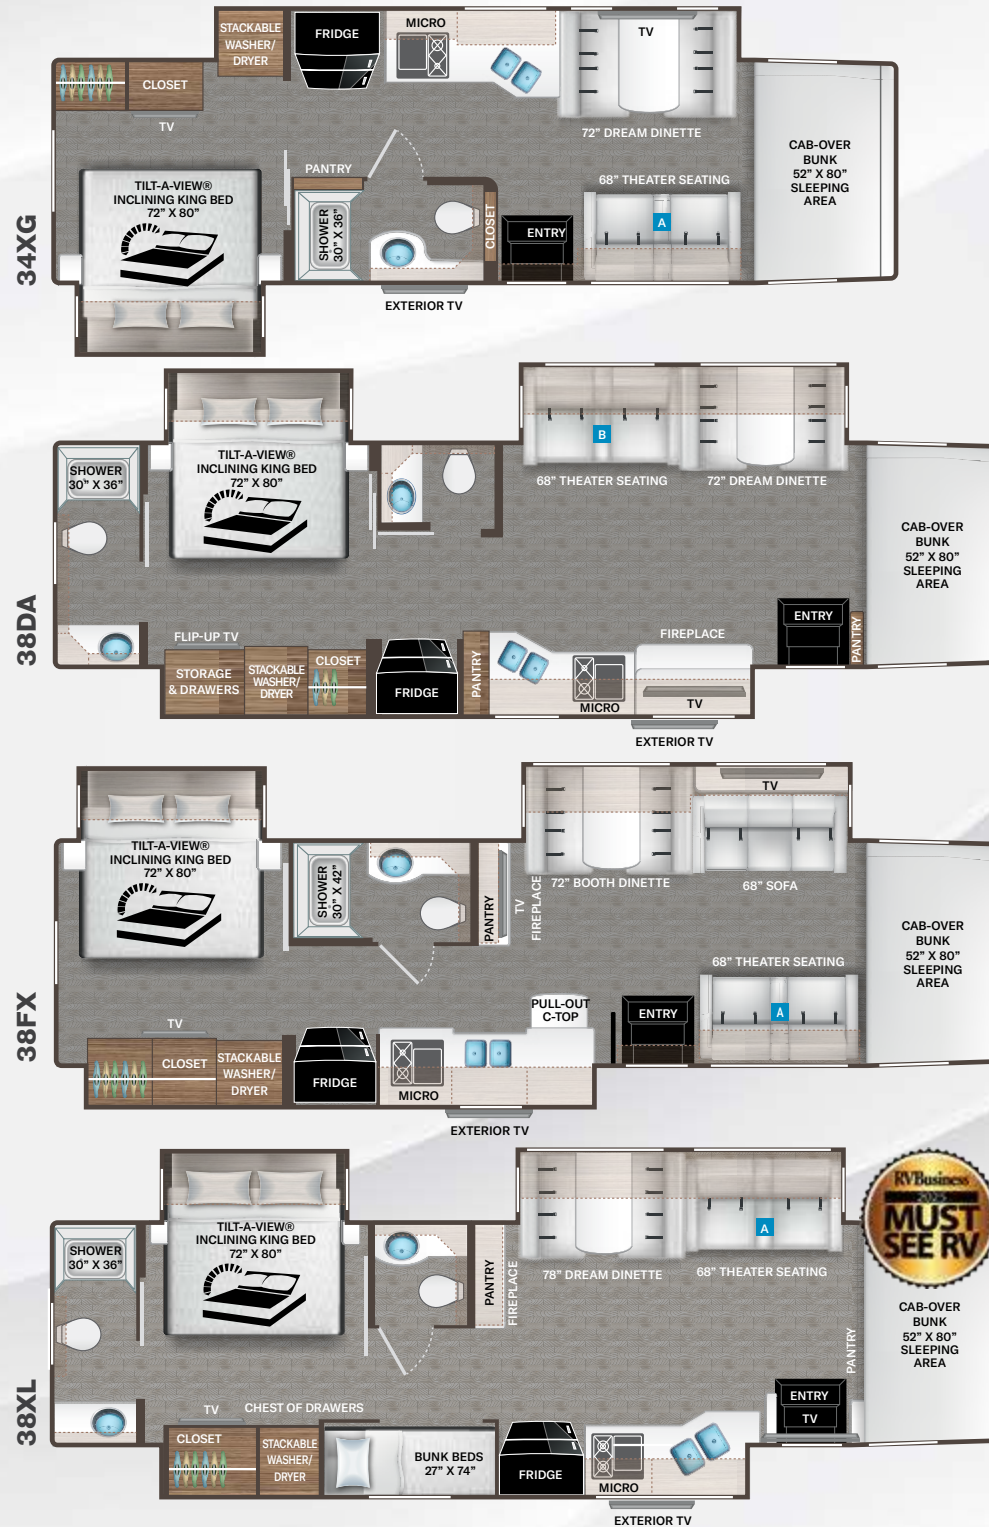 34XG
STACKABLE
WASHER/
DRYER
FRIDGE
MICRO
TV
CLOSET
TV
72” DREAM DINETTE
CAB-OVER
BUNK
52” X 80”
SLEEPING
AREA
PANTRY
68” THEATER SEATING
A
TILT-A-VIEW®
INCLINING KING BED
72” X 80”
SHOWER
30” X 36”
CLOSET
ENTRY
EXTERIOR TV
38DA
SHOWER
30” X 36”
TILT-A-VIEW®
INCLINING KING BED
72” X 80”
B
68” THEATER SEATING
72” DREAM DINETTE
CAB-OVER
BUNK
52” X 80”
SLEEPING
AREA
ENTRY
PANTRY
FLIP-UP TV
STORAGE
& DRAWERS
STACKABLE
WASHER/
DRYER
CLOSET
FRIDGE
PANTRY
MICRO
FIREPLACE
TV
EXTERIOR TV
38FX
TILT-A-VIEW®
INCLINING KING BED
72” X 80”
SHOWER
30” X 42”
PANTRY
TV
FIREPLACE
72” BOOTH DINETTE
TV
68” SOFA
CAB-OVER
BUNK
52” X 80”
SLEEPING
AREA
68” THEATER SEATING
A
PULL-OUT
C-TOP
ENTRY
TV
CLOSET
STACKABLE
WASHER/
DRYER
FRIDGE
MICRO
EXTERIOR TV
38XL
SHOWER
30” X 36”
TILT-A-VIEW®
INCLINING KING BED
72” X 80”
PANTRY
FIREPLACE
78” DREAM DINETTE
A
68” THEATER SEATING
RVBusiness
2025
MUST
SEE RV
CAB-OVER
BUNK
52” X 80”
SLEEPING
AREA
PANTRY
ENTRY
TV
TV
CHEST OF DRAWERS
CLOSET
STACKABLE
WASHER/
DRYER
BUNK BEDS
27” X 74”
FRIDGE
MICRO
EXTERIOR TV